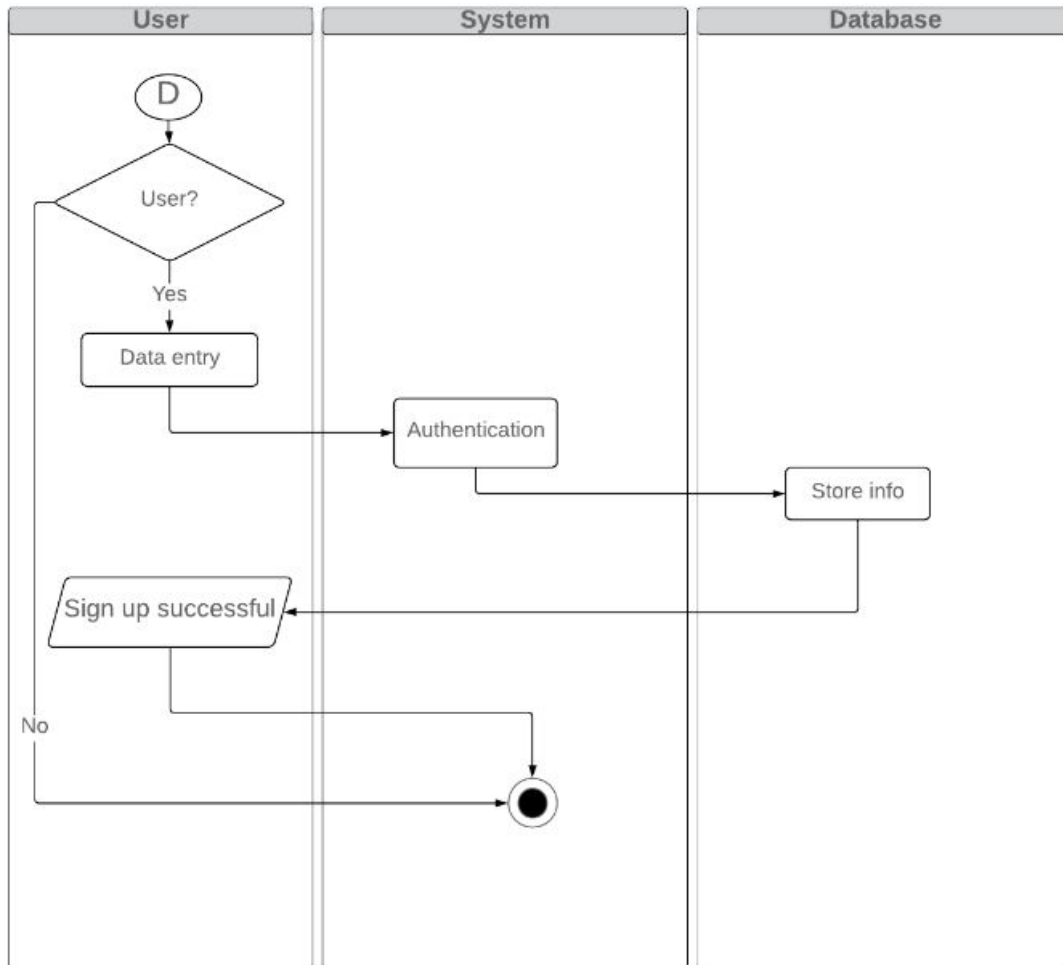 User
System
Database
D
User?
Yes
Data entry
Authentication
Store info
Sign up successful
No